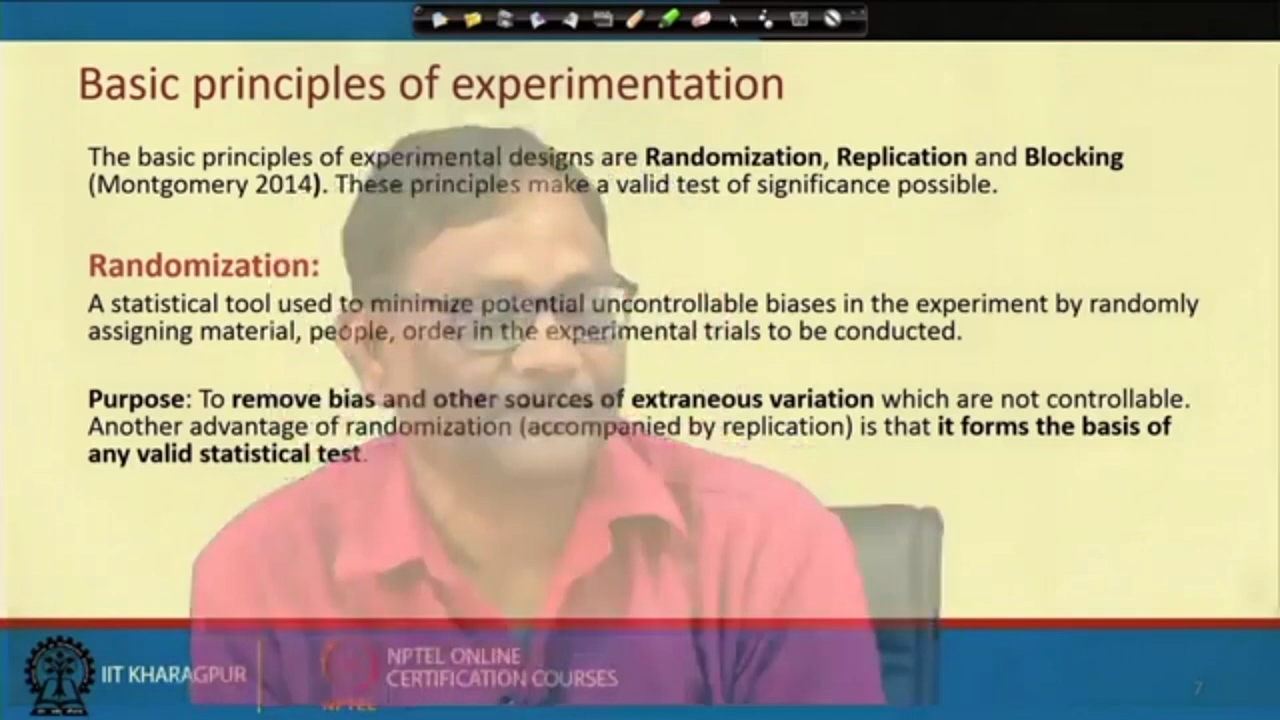 Basic principles of experimentation
The basic principles of experimental designs are Randomization, Replication and Blocking
(Montgomery 2014). These principles make a valid test of significance possible.
Randomization:
A statistical tool used to minimize potential uncontrollable biases in the experiment by randomly
assigning material, people, order in the experimental trials to be conducted.
Purpose: To remove bias and other sources of extraneous variation which are not controllable.
Another advantage of randomization (accompanied by replication) is that it forms the basis of
any valid statistical test.
IIT KHARAGPUR
NPTEL
NPTEL ONLINE
CERTIFICATION COURSES
7